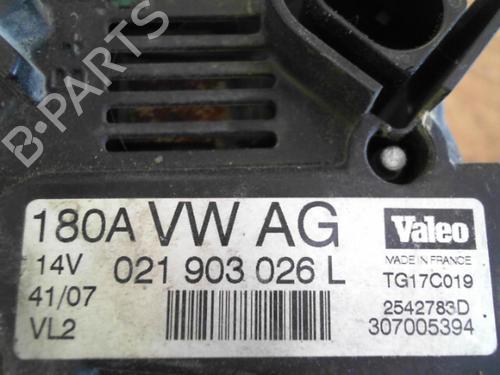 B-PARTS
180A VW AG
Valeo
MADE IN FRANCE
14V 021 903 026 L
TG17C019
41/07
2542783D
VL2
307005394